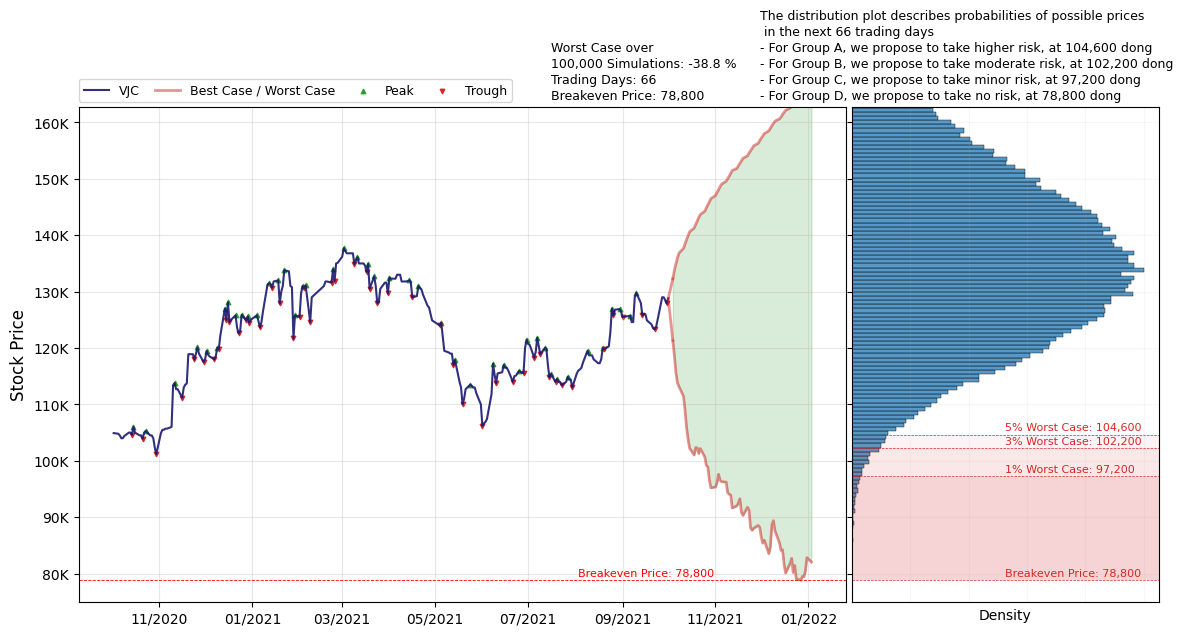 The distribution plot describes probabilities of possible prices
in the next 66 trading days
- For Group A, we propose to take higher risk, at 104,600 dong
- For Group B, we propose to take moderate risk, at 102,200 dong
- For Group C, we propose to take minor risk, at 97,200 dong
- For Group D, we propose to take no risk, at 78,800 dong
Worst Case over
100,000 Simulations: -38.8 %
Trading Days: 66
Breakeven Price: 78,800
VJC
Best Case / Worst Case
Peak
Trough
Stock Price
160K
150K
140K
130K
120K
110K
100K
90K
80K
Breakeven Price: 78,800
11/2020
01/2021
03/2021
05/2021
07/2021
09/2021
11/2021
01/2022
5% Worst Case: 104,600
3% Worst Case: 102,200
1% Worst Case: 97,200
Breakeven Price: 78,800
Density